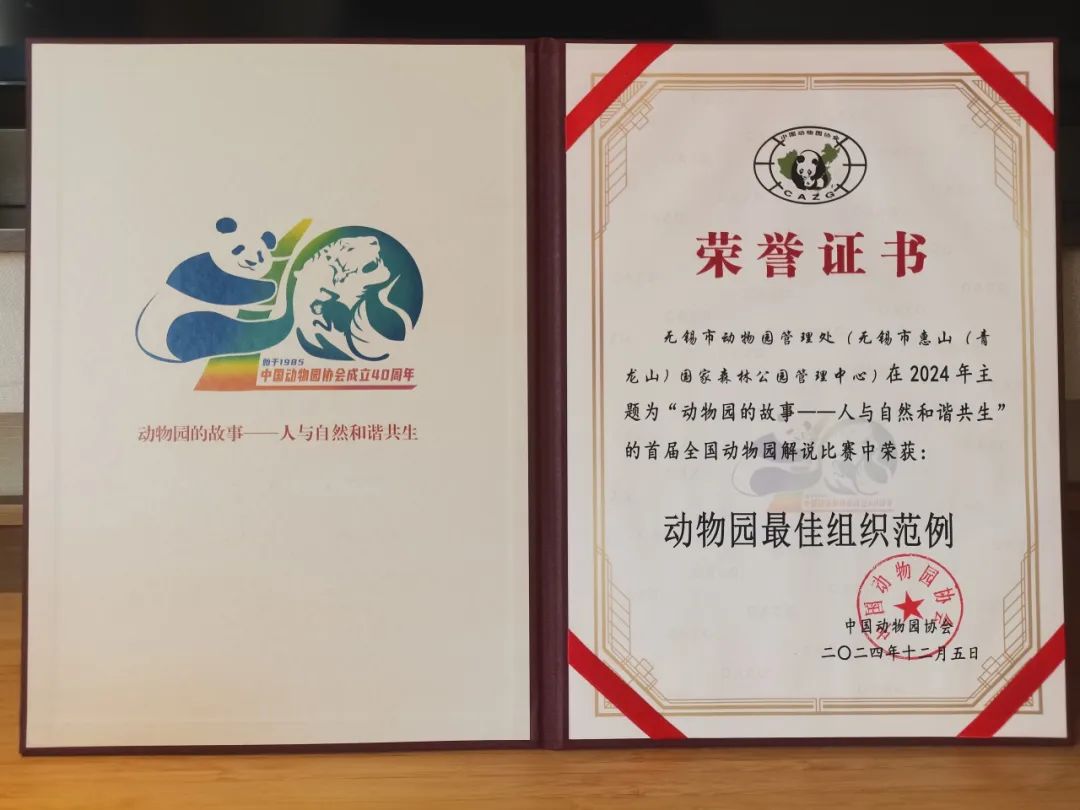 始于1985
中国动物园协会成立40周年
动物园的故事——人与自然和谐共生
中国动物园协会
CAZG
荣誉证书
无锡市动物园管理处（无锡市惠山（青
龙山）国家森林公园管理中心）在2024年主
题为“动物园的故事——人与自然和谐共生”
的首届全国动物园解说比赛中荣获：
动物园最佳组织范例
中国动物园协会
中国动物园协会
二〇二四年十二月五日